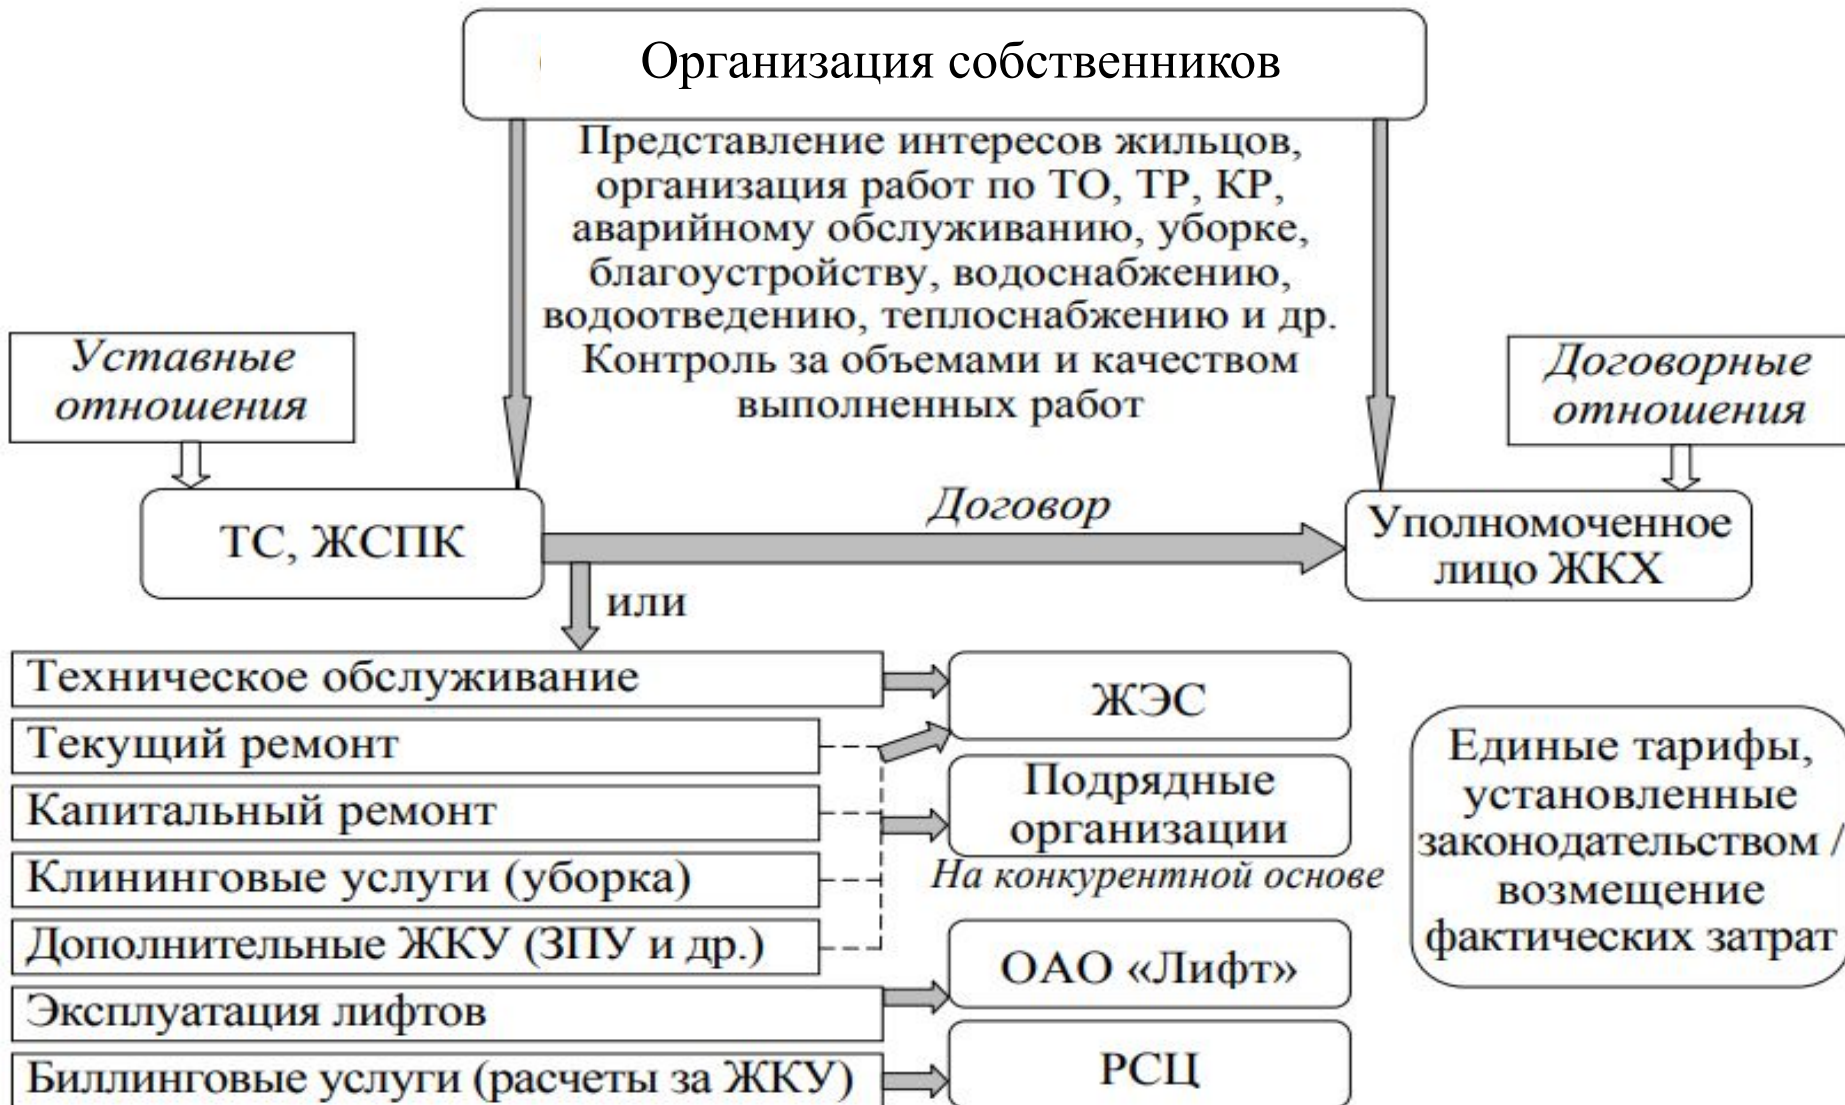 Организация собственников
Представление интересов жильцов,
организация работ по ТО, ТР, КР,
аварийному обслуживанию, уборке,
благоустройству, водоснабжению,
водоотведению, теплоснабжению и др.
Контроль за объемами и качеством
выполненных работ
Уставные
отношения
Договорные
отношения
ТС, ЖСПК
Договор
Уполномоченное
лицо ЖКХ
или
Техническое обслуживание
Текущий ремонт
Капитальный ремонт
Клининговые услуги (уборка)
Дополнительные ЖКУ (ЗПУ и др.)
Эксплуатация лифтов
Биллинговые услуги (расчеты за ЖКУ)
ЖЭС
Подрядные
организации
На конкурентной основе
ОАО «Лифт»
РСЦ
Единые тарифы,
установленные
законодательством /
возмещение
фактических затрат